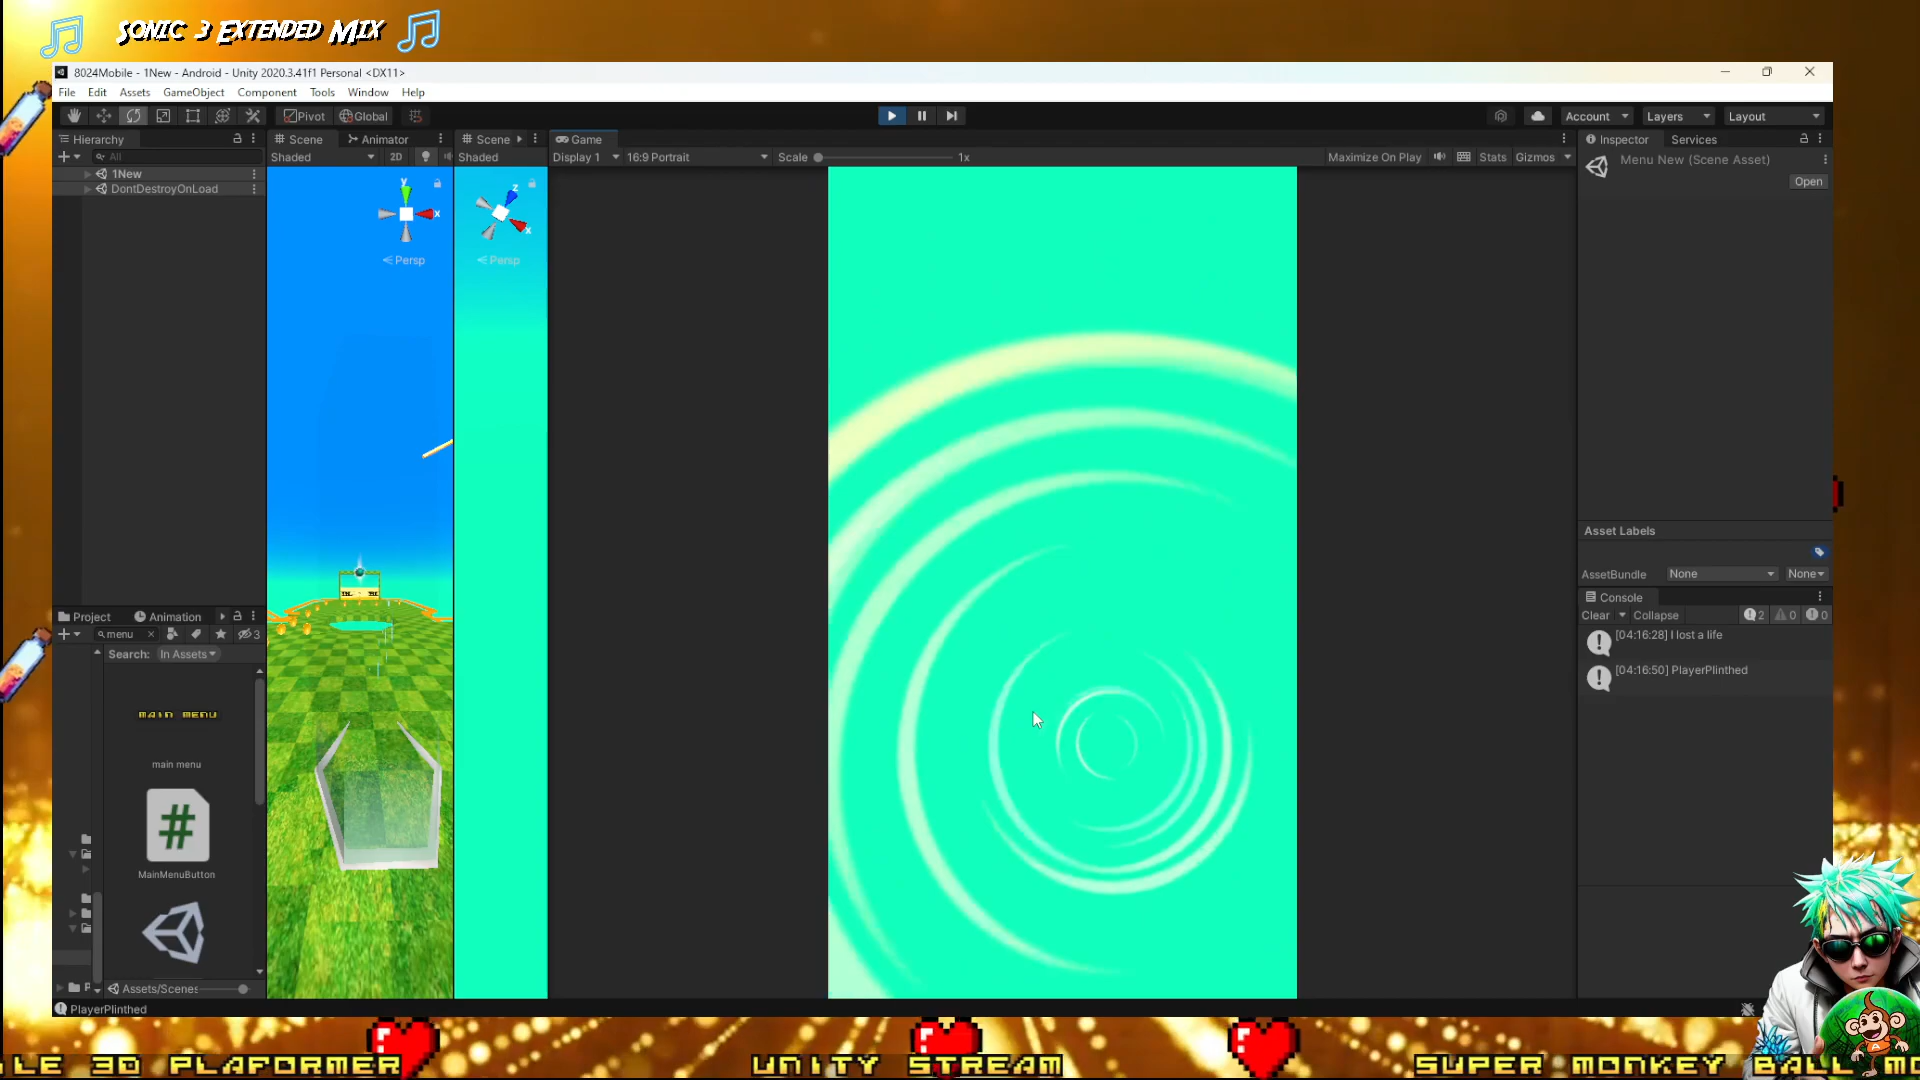 Sonic 3 Extended Mix
8024Mobile - 1New - Android - Unity 2020.3.41f1 Personal <DX11>
File Edit Assets GameObject Component Tools Window Help
Pivot Global Account Layers Layout
Hierarchy Scene Animator Scene Game Inspector Services
All Shaded 2D Shaded Display 1 16:9 Portrait Scale 1x Maximize On Play Stats Gizmos
Menu New (Scene Asset)
Open
1New
DontDestroyOnLoad
y x z x
Persp Persp
Asset Labels
AssetBundle None None
Console
Clear Collapse 2 0 0
[04:16:28] I lost a life
[04:16:50] PlayerPlinthed
Project Animation
menu 3
Search: In Assets
MAIN MENU
main menu
#
MainMenuButton
P
Assets/Scenes
PlayerPlinthed
LE 3D PLAFORMER UNITY STREAM SUPER MONKEY BALL